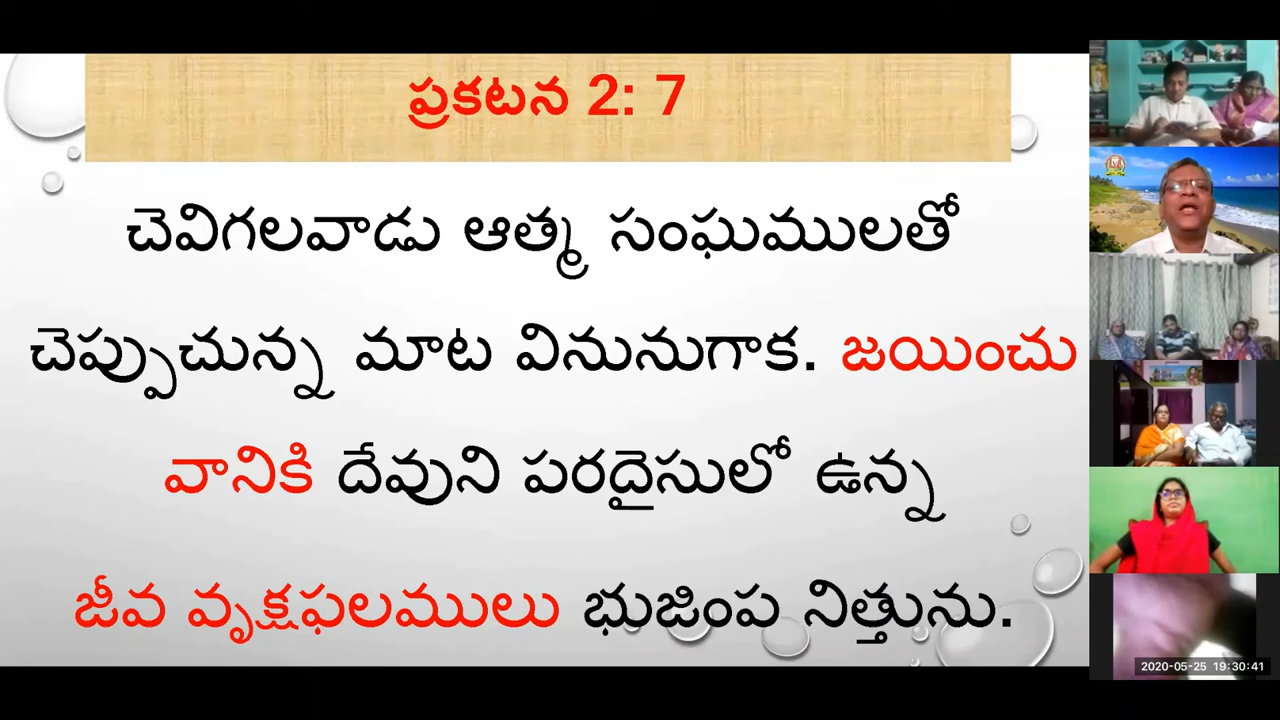 ప్రకటన 2: 7
చెవిగలవాడు ఆత్మ సంఘములతో
చెప్పుచున్న మాట వినునుగాక. జయించు
వానికి దేవుని పరదైసులో ఉన్న
జీవ వృక్షఫలములు భుజింప నిత్తును.
2020-05-25 19:30:41